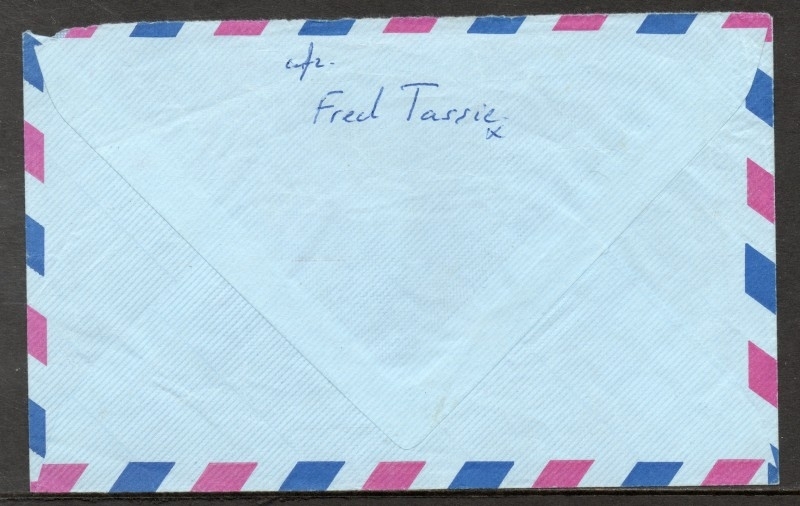 Fred Tassie.
x